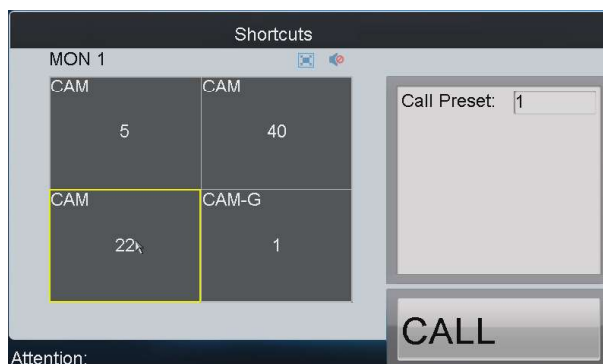 Shortcuts
MON 1
CAM
CAM
5
40
CAM
CAM-G
22
1
Call Preset: 1
CALL
Attention: